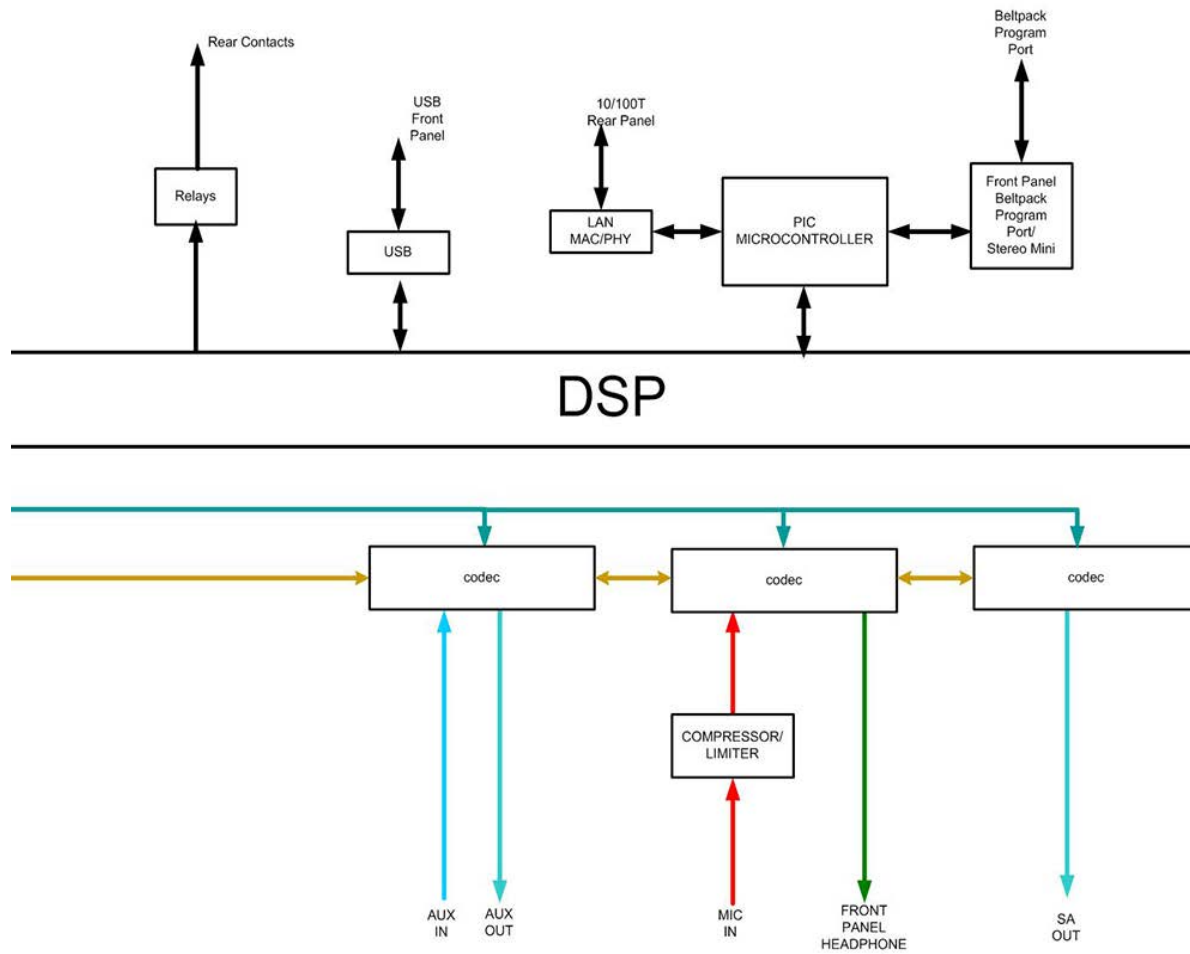 Beltpack
Program
Port
Rear Contacts
USB
Front
Panel
10/100T
Rear Panel
Relays
USB
LAN
MAC/PHY
PIC
MICROCONTROLLER
Front Panel
Beltpack
Program
Port/
Stereo Mini
DSP
codec
codec
codec
COMPRESSOR/
LIMITER
AUX
IN
AUX
OUT
MIC
IN
FRONT
PANEL
HEADPHONE
SA
OUT